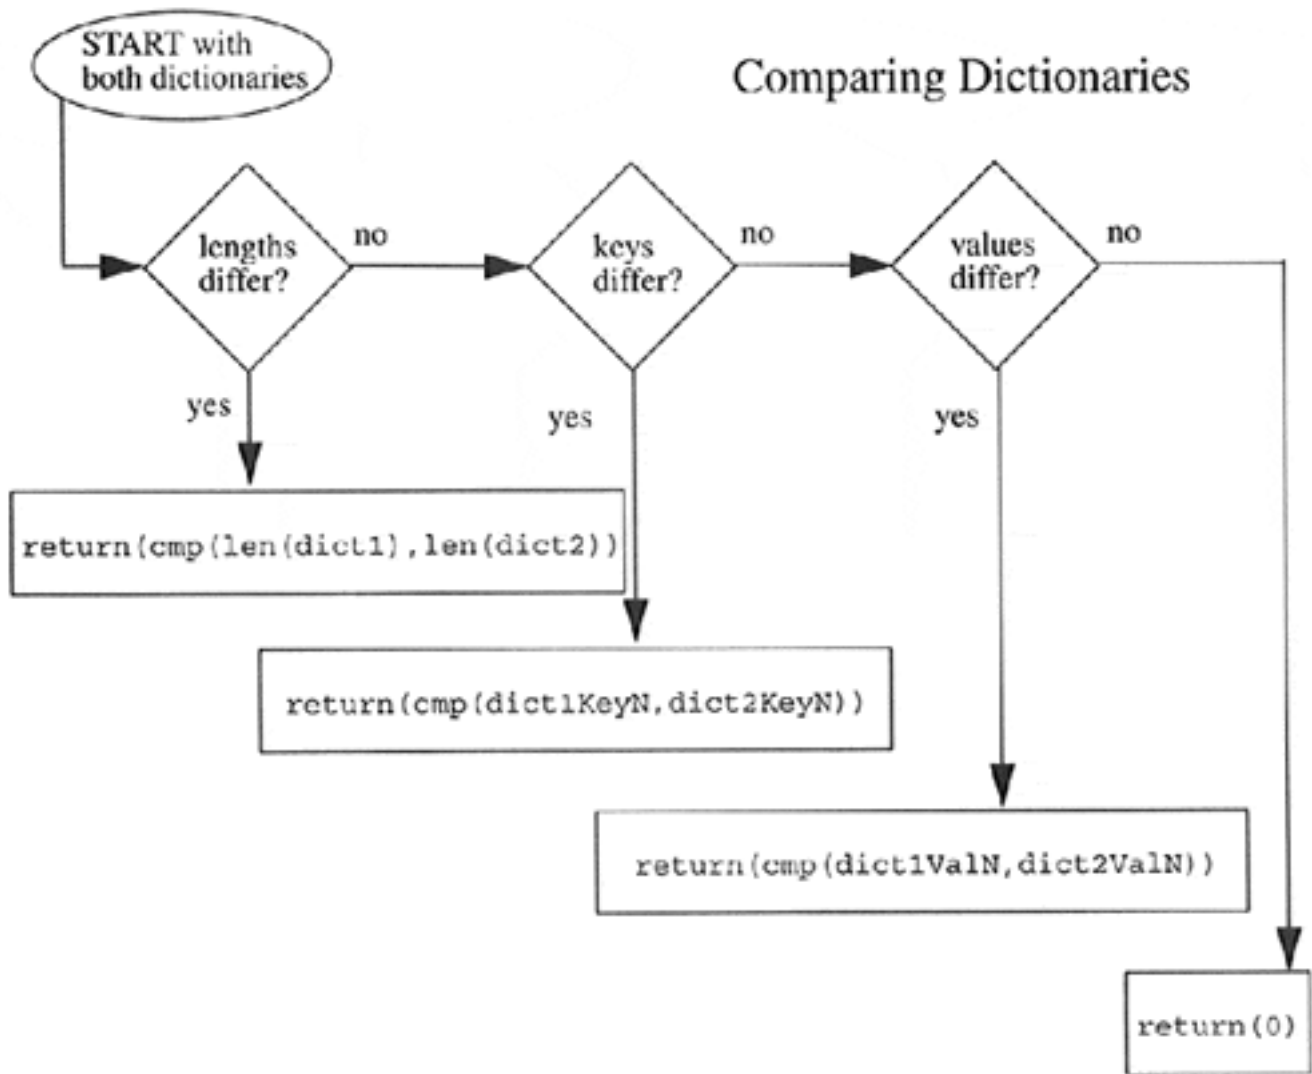 START with
both dictionaries
Comparing Dictionaries
lengths
differ?
no
keys
differ?
no
values
differ?
no
yes
yes
yes
return(cmp(len(dict1),len(dict2))
return(cmp(dict1KeyN,dict2KeyN))
return(cmp(dict1ValN,dict2ValN))
return(0)